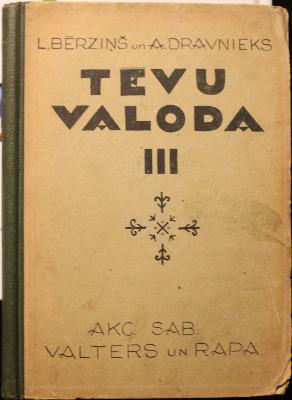 L. BĒRZIŅŠ un A. DRAVNIEKS
TĒVU
VALODA
III
AKC. SAB.
VALTERS un RAPA.